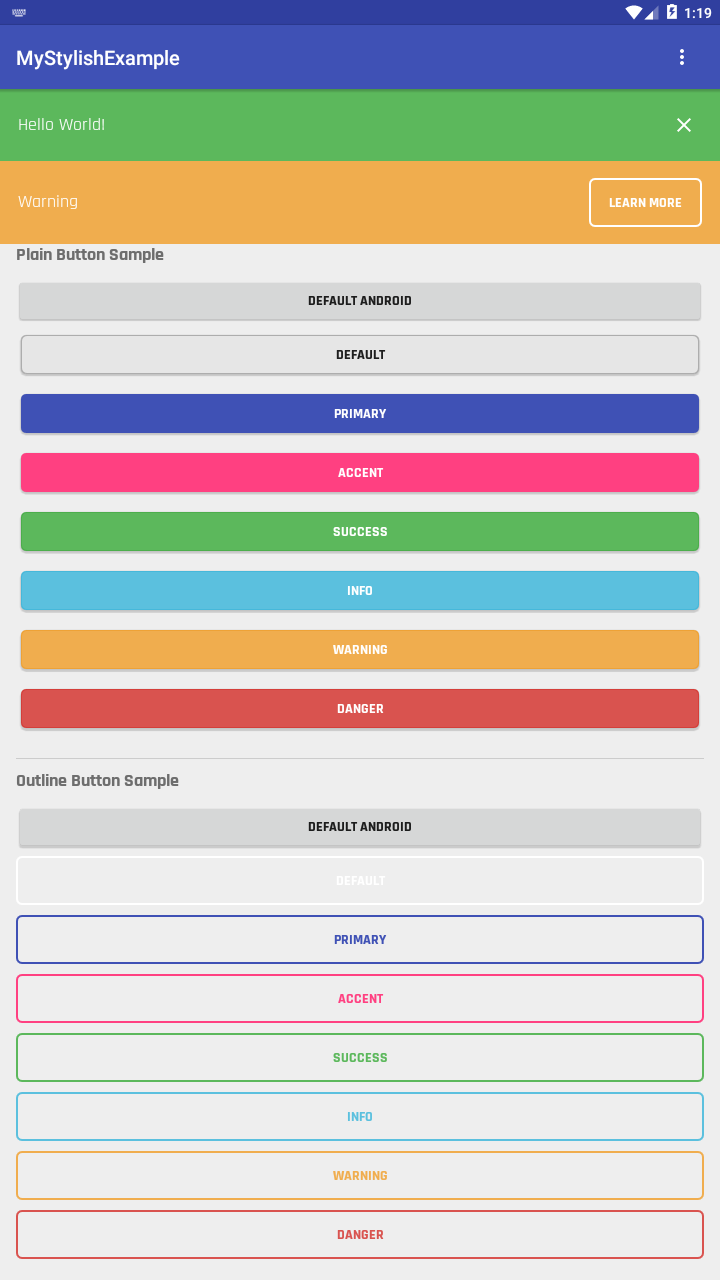 1:19
MyStylishExample
Hello World!
Warning
LEARN MORE
Plain Button Sample
DEFAULT ANDROID
DEFAULT
PRIMARY
ACCENT
SUCCESS
INFO
WARNING
DANGER
Outline Button Sample
DEFAULT ANDROID
DEFAULT
PRIMARY
ACCENT
SUCCESS
INFO
WARNING
DANGER